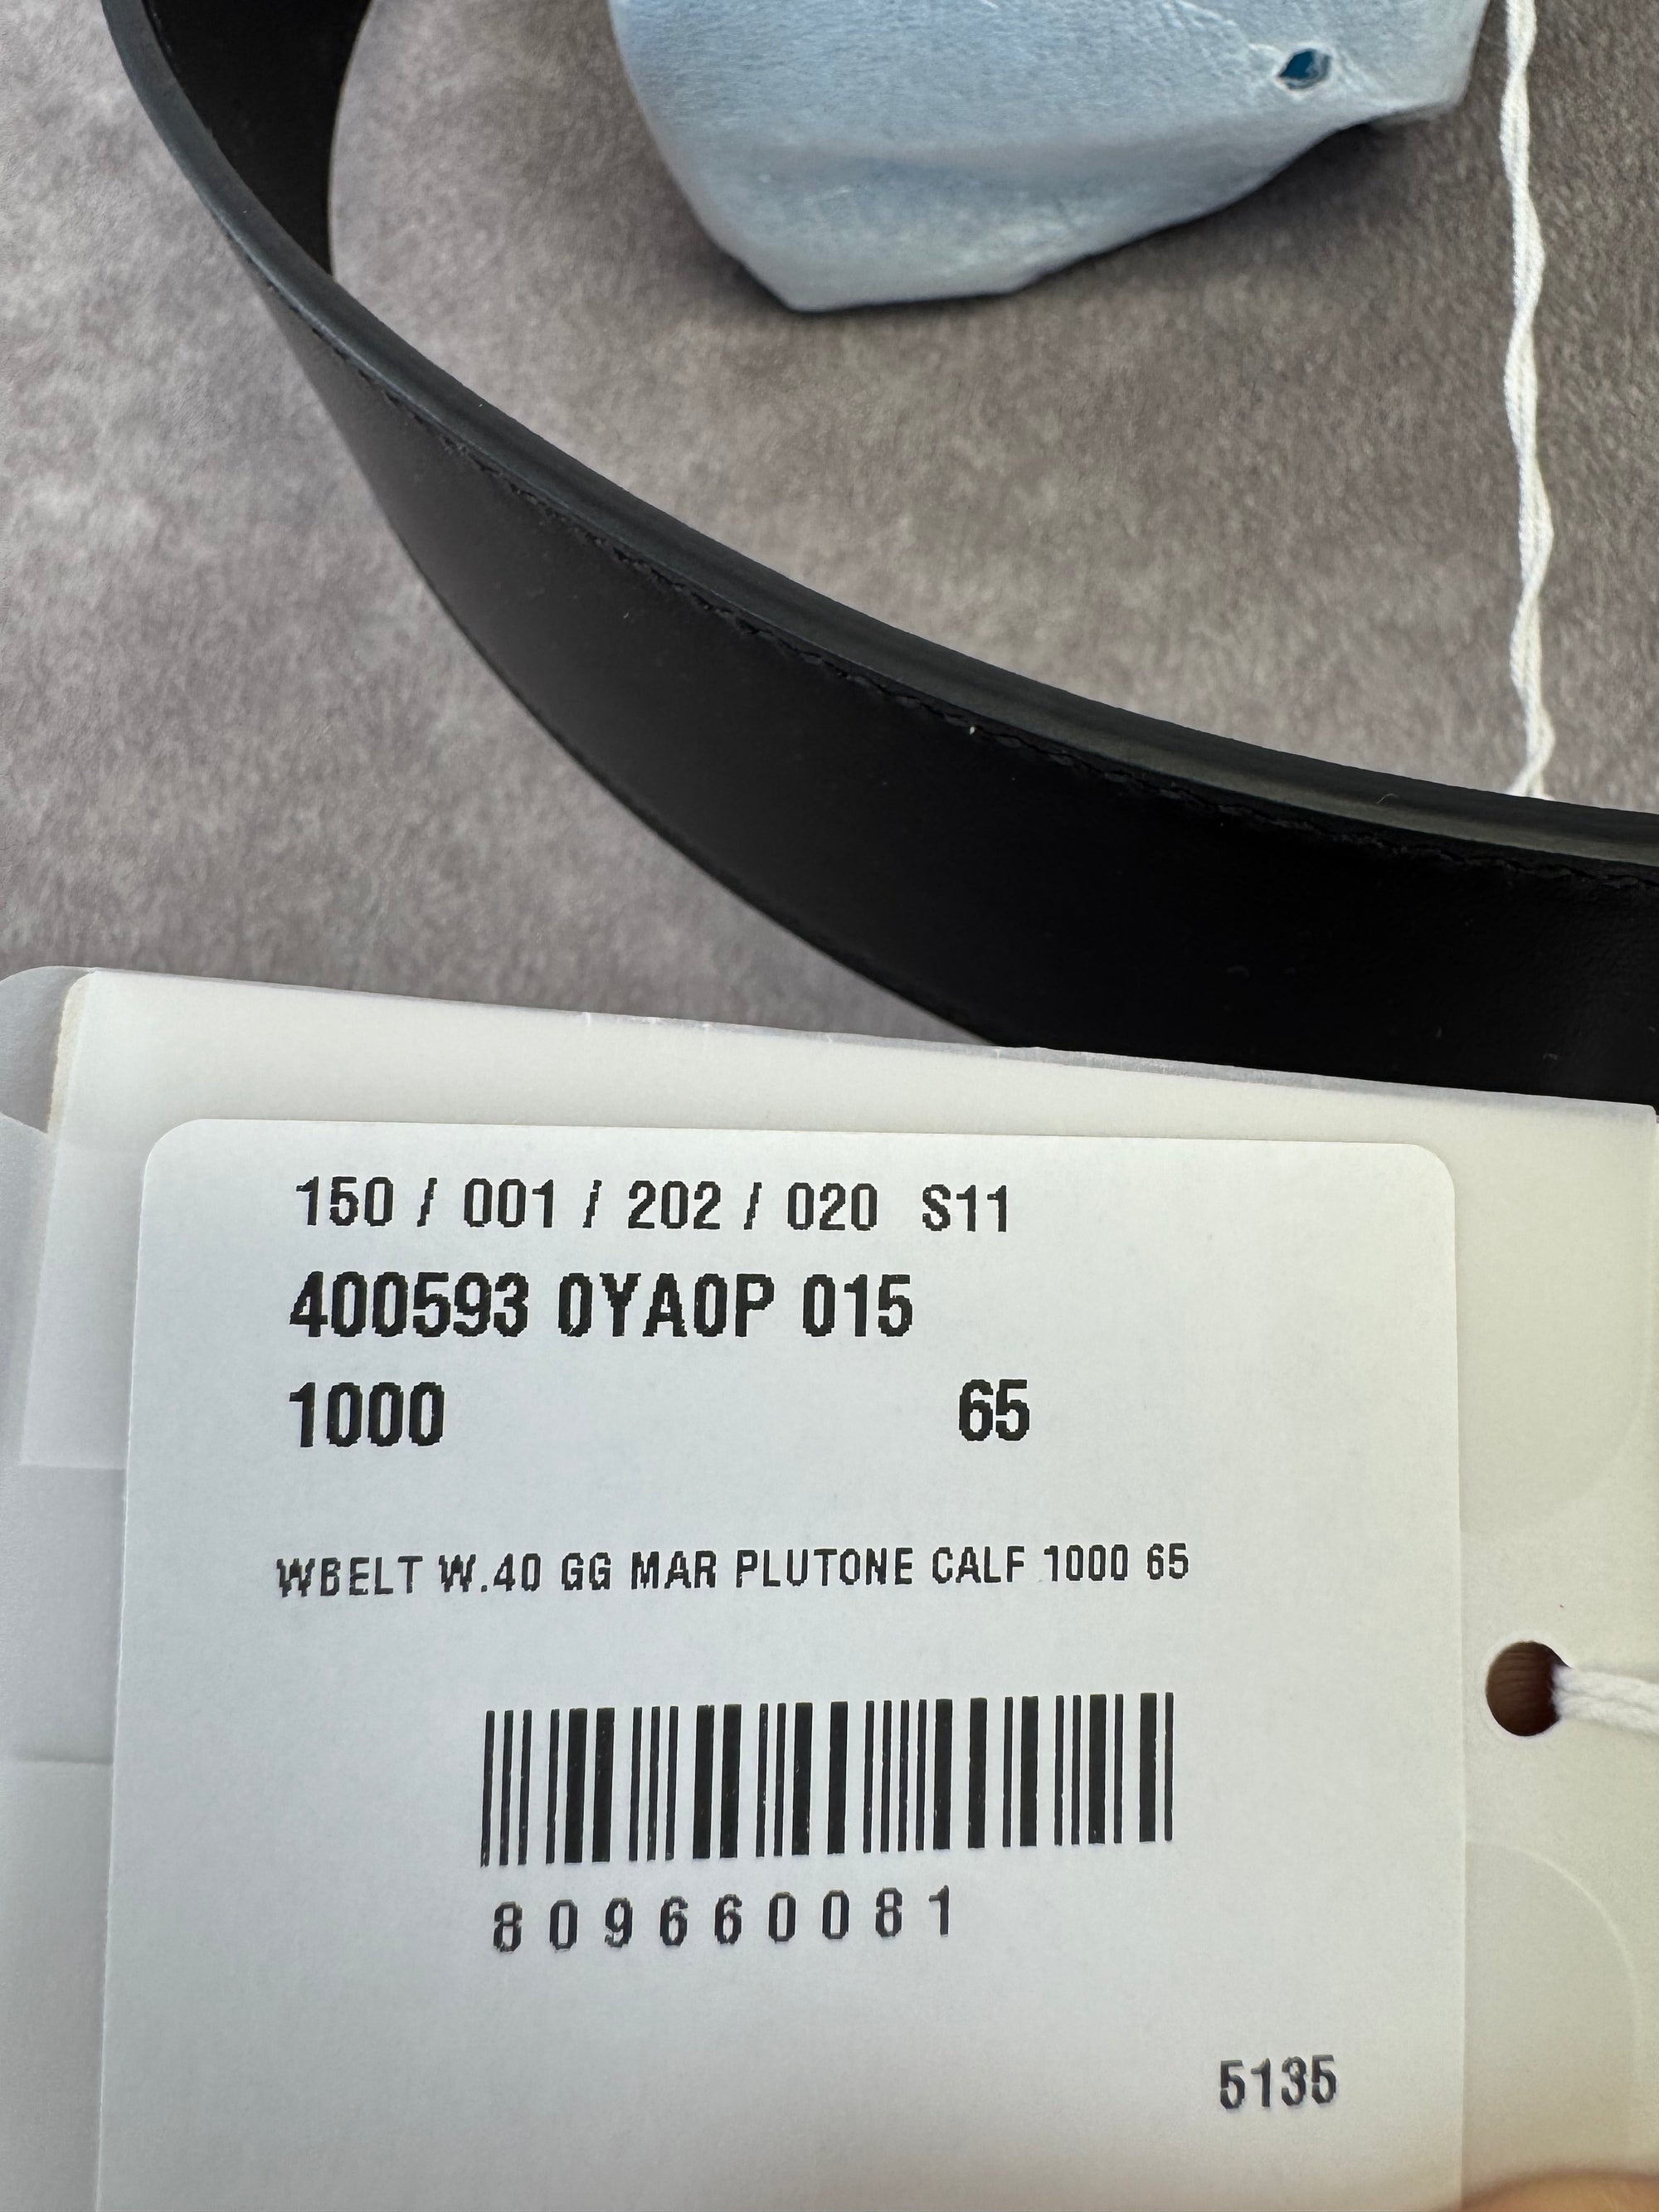 150 / 001 / 202 / 020 S11
400593 0YA0P 015
1000 65
WBELT W.40 GG MAR PLUTONE CALF 1000 65
809660081
5135